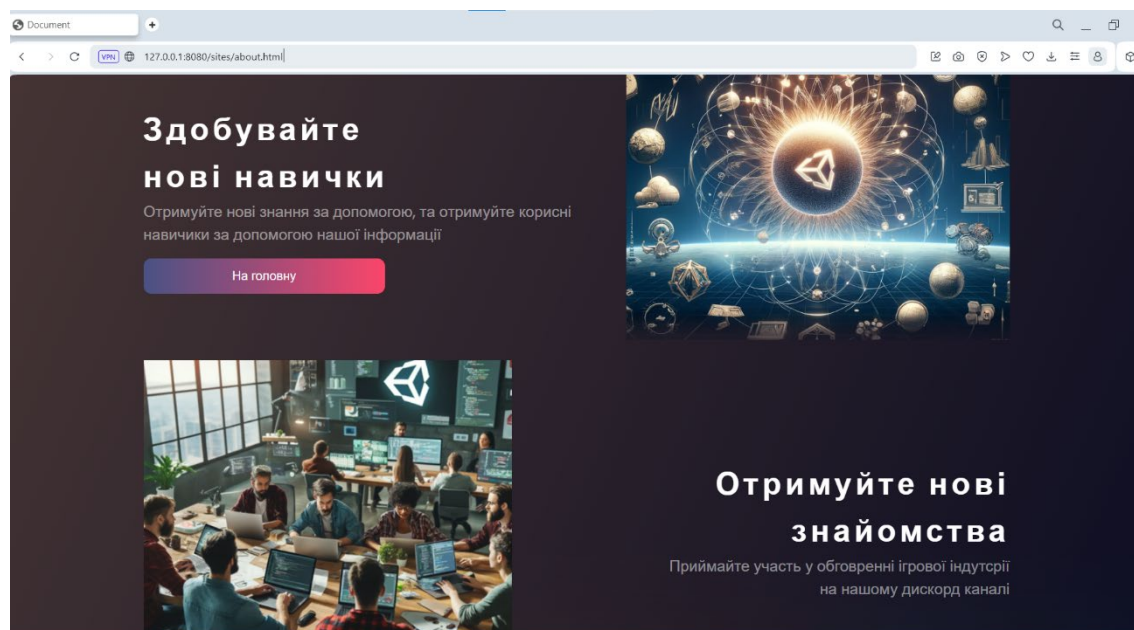 Document
VPN 127.0.0.1:8080/sites/about.html
Здобувайте
нові навички
Отримуйте нові знання за допомогою, та отримуйте корисні
навичики за допомогою нашої інформації
На головну
Отримуйте нові
знайомства
Приймайте участь у обговренні ігрової індутсрії
на нашому дискорд каналі